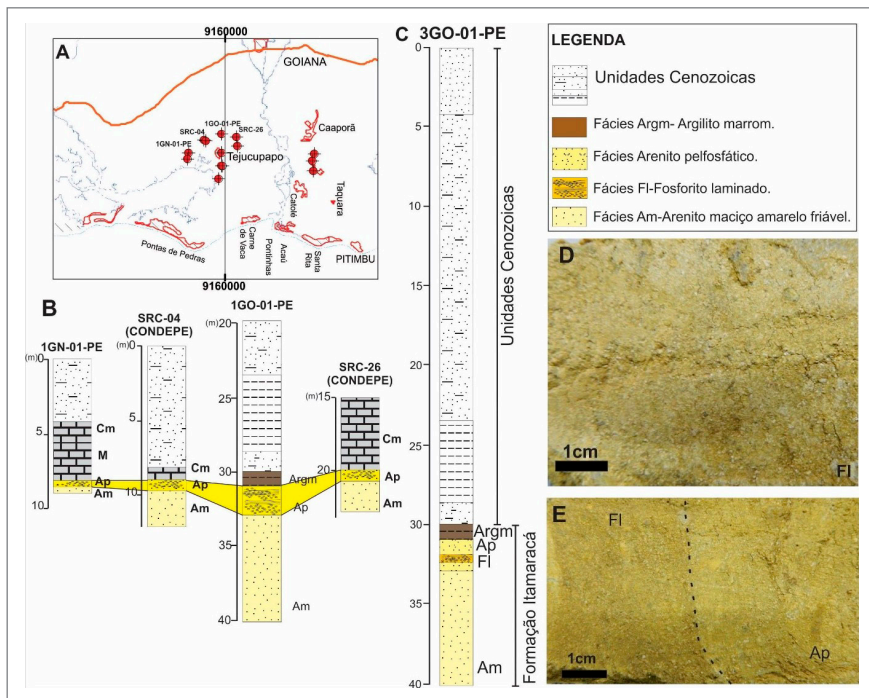 A
9160000
GOIANA
1GO-01-PE
SRC-04
SRC-26
1GN-01-PE
Tejucupapo
Caaporã
Catolé
Taquara
Pontas de Pedras
Carne de Vaca
Pontinhas
Acaú
Santa Rita
PITIMBU
9160000
B
1GN-01-PE
(m)0
5
10
Cm
M
Ap
Am
SRC-04
(CONDEPE)
(m)0
5
10
Cm
Ap
Am
1GO-01-PE
(m)20
25
30
35
40
Argm
Ap
Am
SRC-26
(CONDEPE)
(m)15
20
Cm
Ap
Am
C
3GO-01-PE
0
5
10
15
20
25
30
35
40
Unidades Cenozoicas
Argm
Ap
Fl
Am
Formação Itamaracá
LEGENDA
Unidades Cenozoicas
Fácies Argm- Argilito marrom.
Fácies Arenito pelfosfático.
Fácies Fl-Fosforito laminado.
Fácies Am-Arenito maciço amarelo friável.
D
1cm
Fl
E
Fl
1cm
Ap